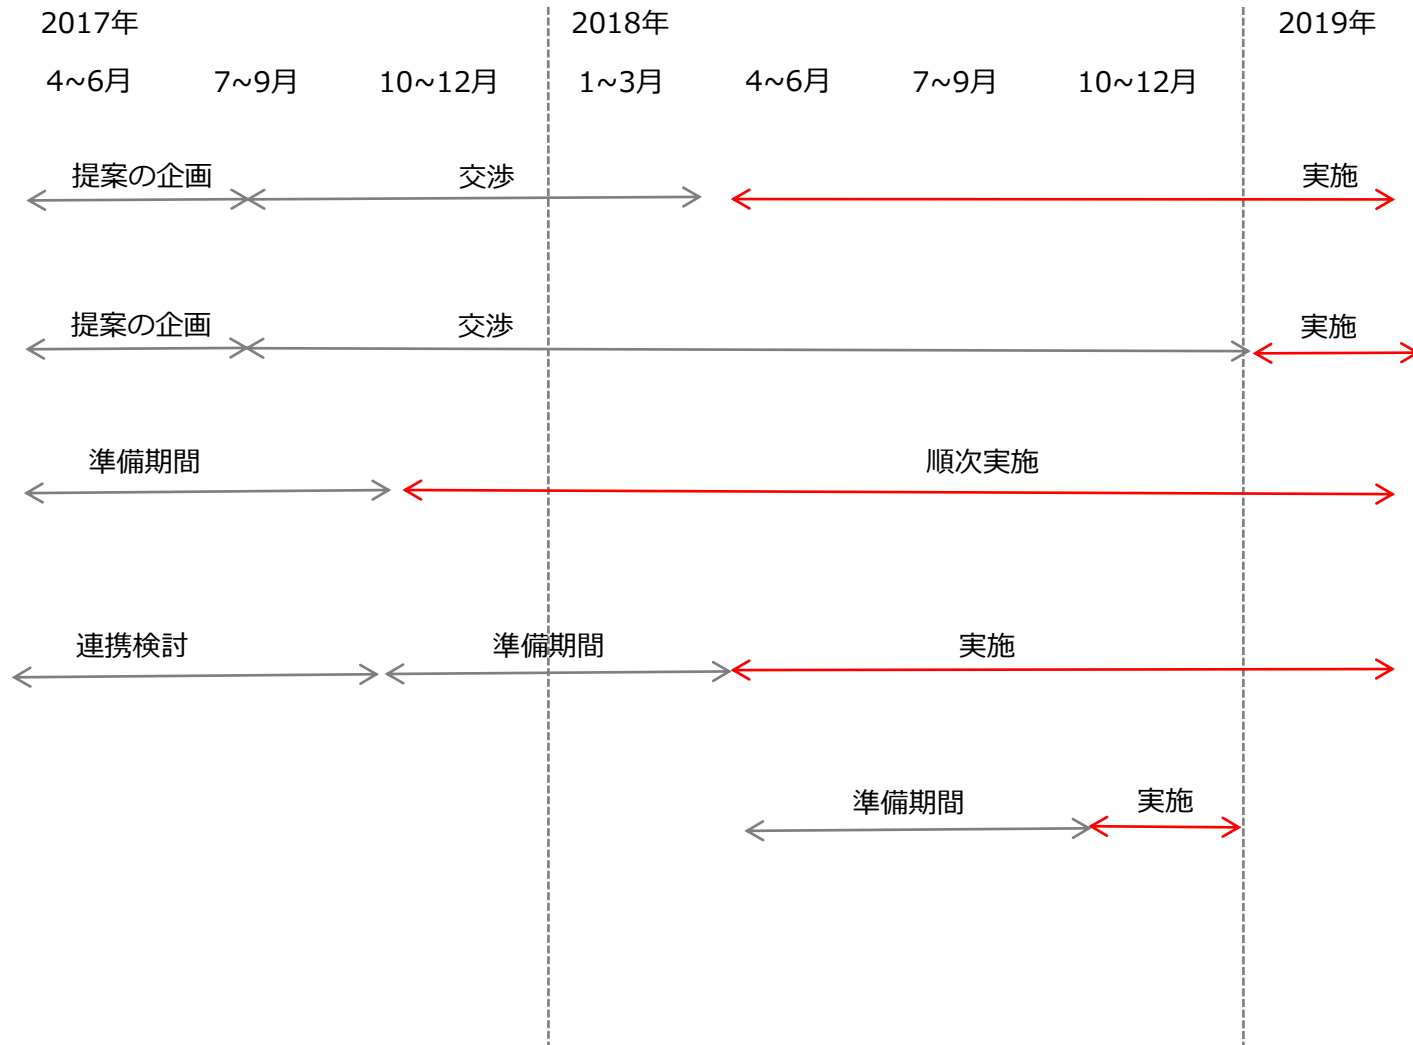 2017年 2018年 2019年
4~6月 7~9月 10~12月 1~3月 4~6月 7~9月 10~12月
提案の企画 交渉 実施
提案の企画 交渉 実施
準備期間 順次実施
連携検討 準備期間 実施
準備期間 実施